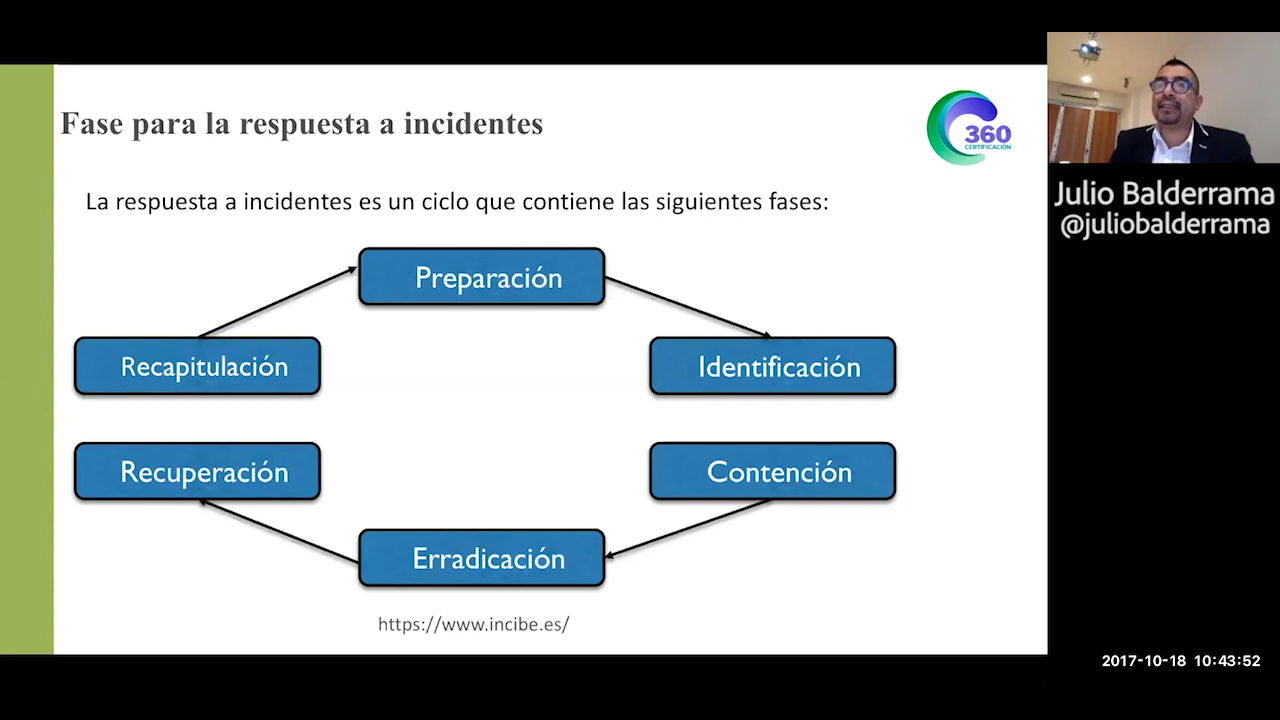 Fase para la respuesta a incidentes
360
CERTIFICACIÓN
La respuesta a incidentes es un ciclo que contiene las siguientes fases:
Preparación
Recapitulación
Identificación
Recuperación
Contención
Erradicación
https://www.incibe.es/
Julio Balderrama
@juliobalderrama
2017-10-18 10:43:52